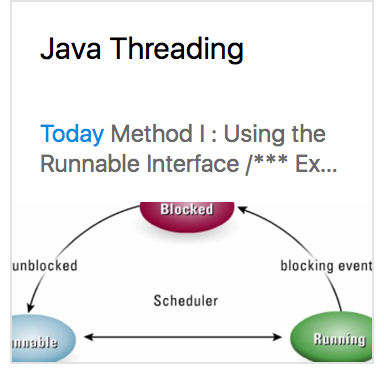 Java Threading
Today Method I : Using the
Runnable Interface /*** Ex...
Blocked
unblocked
blocking event
Scheduler
nnable
Running